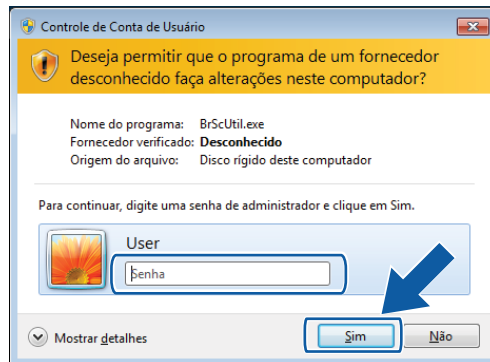 Controle de Conta de Usuário
Deseja permitir que o programa de um fornecedor
desconhecido faça alterações neste computador?
Nome do programa: BrScUtil.exe
Fornecedor verificado: Desconhecido
Origem do arquivo: Disco rígido deste computador
Para continuar, digite uma senha de administrador e clique em Sim.
User
Senha
Mostrar detalhes
Sim
Não